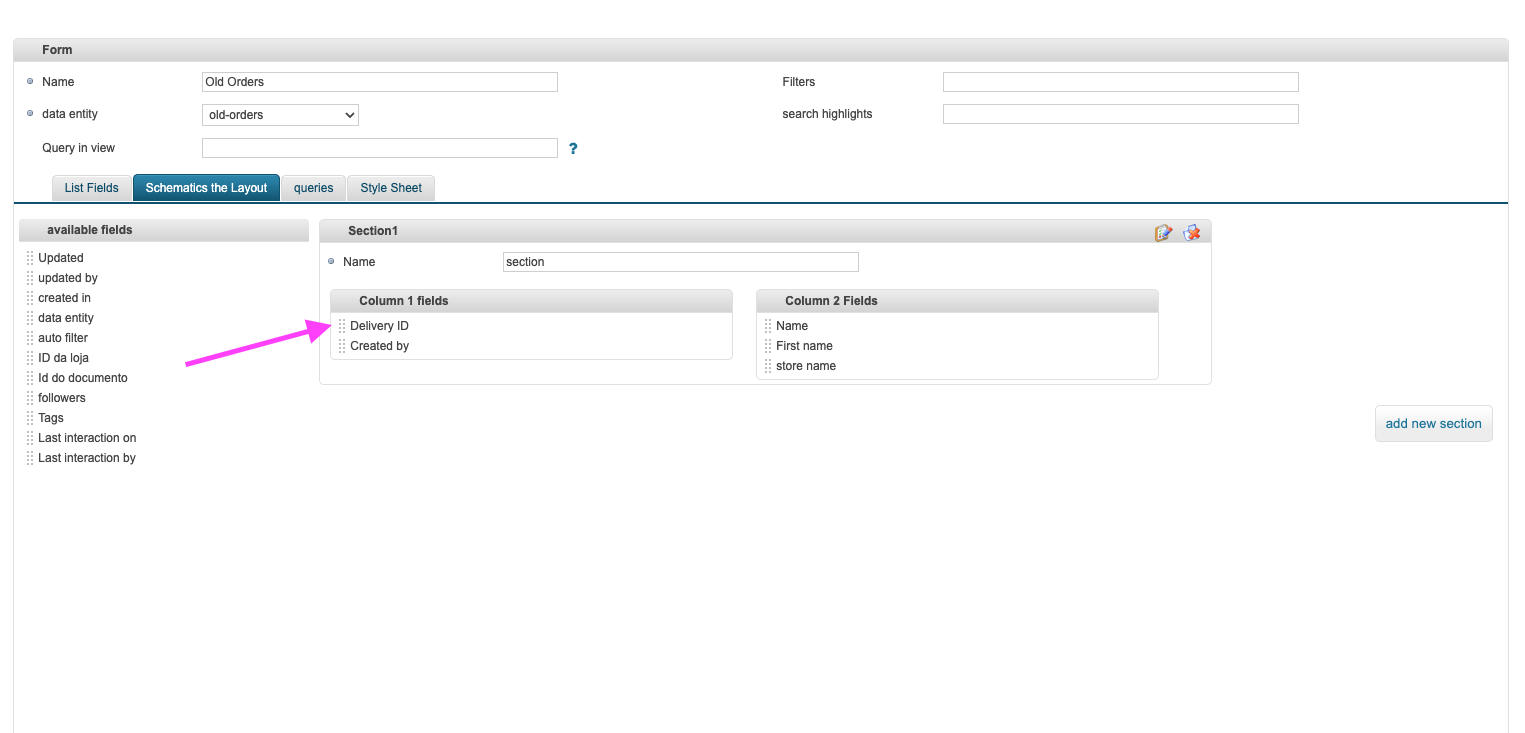 Form
Name
Old Orders
Filters
data entity
old-orders
search highlights
Query in view
?
List Fields
Schematics the Layout
queries
Style Sheet
available fields
Updated
updated by
created in
data entity
auto filter
ID da loja
Id do documento
followers
Tags
Last interaction on
Last interaction by
Section1
Name
section
Column 1 fields
Delivery ID
Created by
Column 2 Fields
Name
First name
store name
add new section